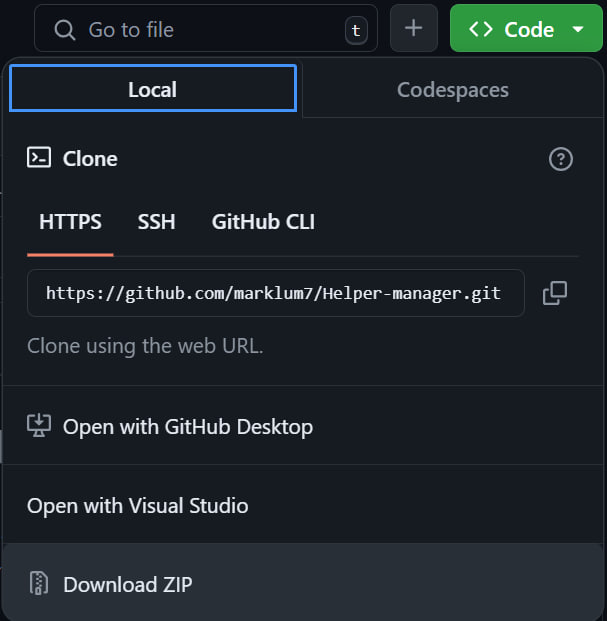 Go to file t
Code
Local Codespaces
Clone
HTTPS SSH GitHub CLI
https://github.com/marklum7/Helper-manager.git
Clone using the web URL.
Open with GitHub Desktop
Open with Visual Studio
Download ZIP